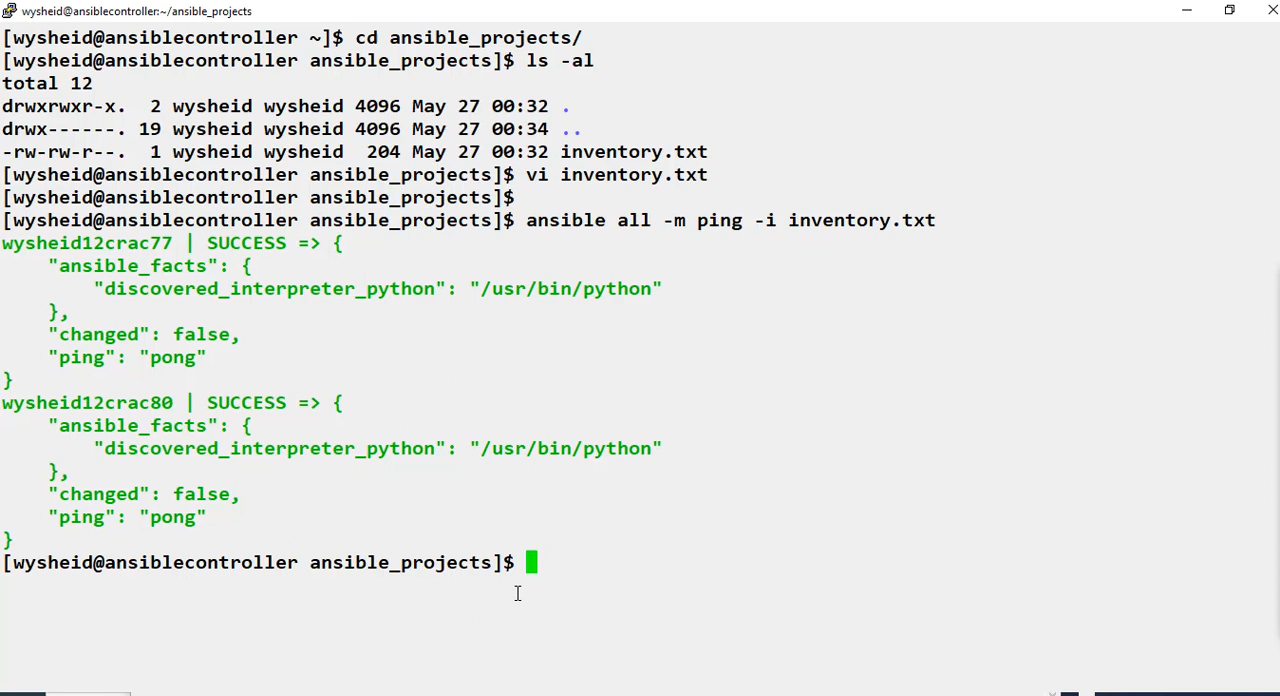 wysheid@ansiblecontroller:~/ansible_projects
[wysheid@ansiblecontroller ~]$ cd ansible_projects/
[wysheid@ansiblecontroller ansible_projects]$ ls -al
total 12
drwxrwxr-x.  2 wysheid wysheid 4096 May 27 00:32 .
drwx------. 19 wysheid wysheid 4096 May 27 00:34 ..
-rw-rw-r--.  1 wysheid wysheid  204 May 27 00:32 inventory.txt
[wysheid@ansiblecontroller ansible_projects]$ vi inventory.txt
[wysheid@ansiblecontroller ansible_projects]$
[wysheid@ansiblecontroller ansible_projects]$ ansible all -m ping -i inventory.txt
wysheid12crac77 | SUCCESS => {
    "ansible_facts": {
        "discovered_interpreter_python": "/usr/bin/python"
    },
    "changed": false,
    "ping": "pong"
}
wysheid12crac80 | SUCCESS => {
    "ansible_facts": {
        "discovered_interpreter_python": "/usr/bin/python"
    },
    "changed": false,
    "ping": "pong"
}
[wysheid@ansiblecontroller ansible_projects]$